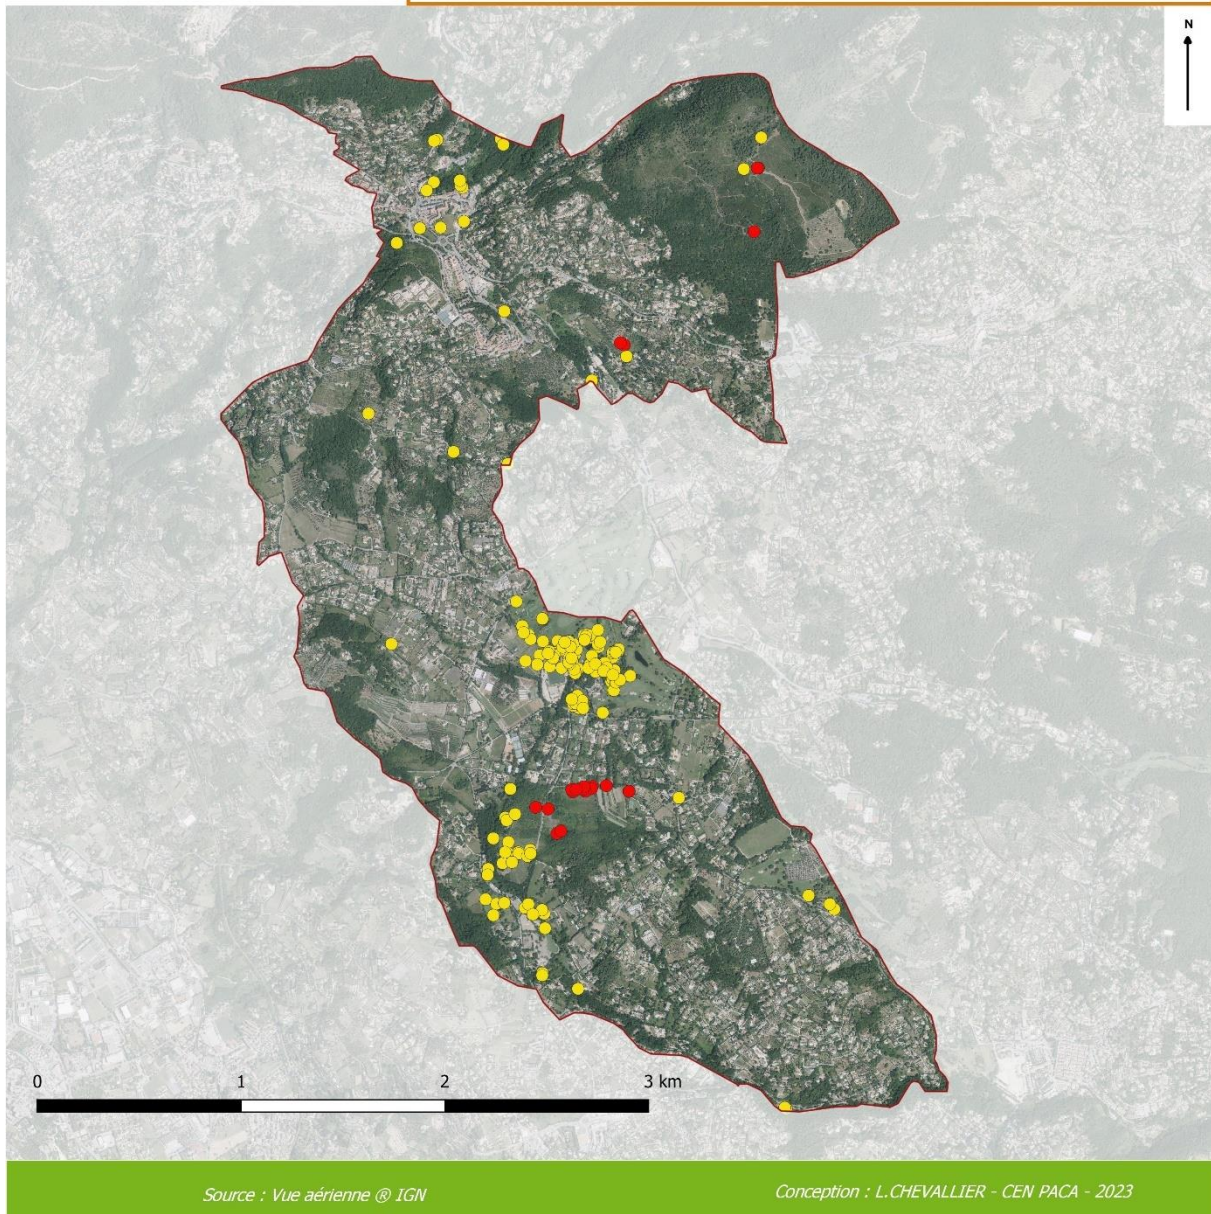 N
0 1 2 3 km
Source : Vue aérienne ® IGN
Conception : L.CHEVALLIER - CEN PACA - 2023